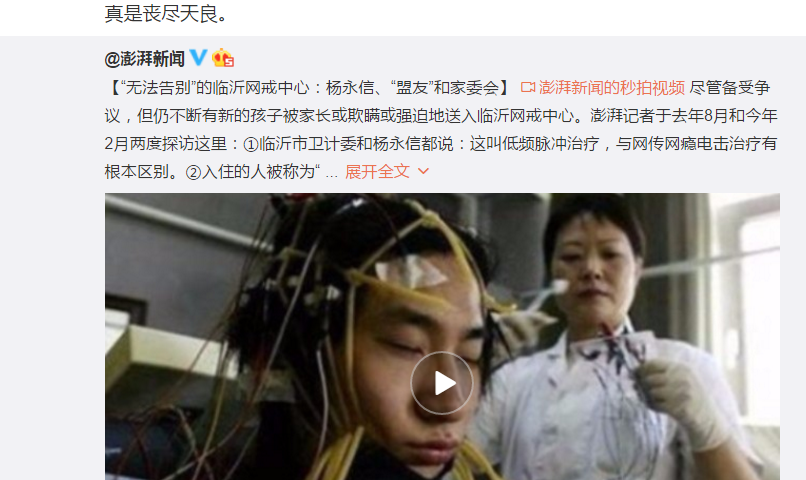 真是丧尽天良。
@澎湃新闻
【“无法告别”的临沂网戒中心：杨永信、“盟友”和家委会】 澎湃新闻的秒拍视频 尽管备受争
议，但仍不断有新的孩子被家长或欺瞒或强迫地送入临沂网戒中心。澎湃记者于去年8月和今年
2月两度探访这里：①临沂市卫计委和杨永信都说：这叫低频脉冲治疗，与网传网瘾电击治疗有
根本区别。②入住的人被称为“ ... 展开全文